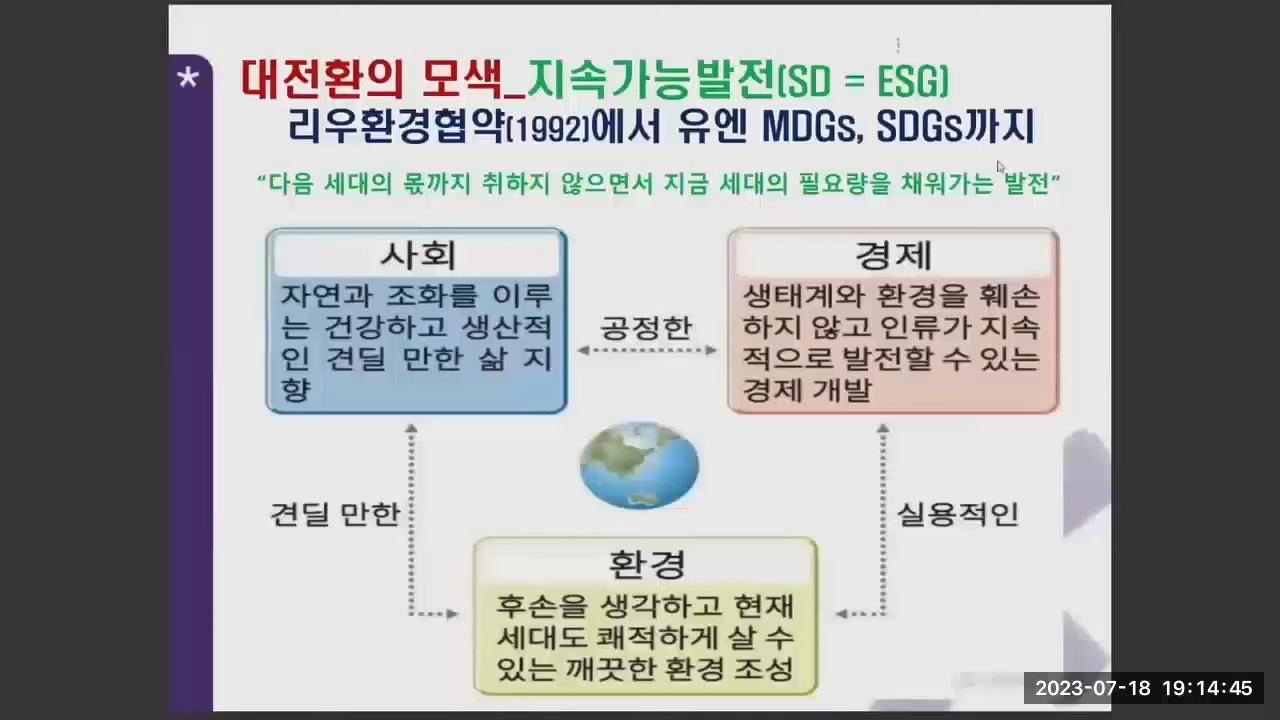 *
대전환의 모색_지속가능발전(SD = ESG)
리우환경협약(1992)에서 유엔 MDGs, SDGs까지
“다음 세대의 몫까지 취하지 않으면서 지금 세대의 필요량을 채워가는 발전”
사회
자연과 조화를 이루
는 건강하고 생산적
인 견딜 만한 삶 지
향
공정한
경제
생태계와 환경을 훼손
하지 않고 인류가 지속
적으로 발전할 수 있는
경제 개발
견딜 만한
실용적인
환경
후손을 생각하고 현재
세대도 쾌적하게 살 수
있는 깨끗한 환경 조성
2023-07-18 19:14:45